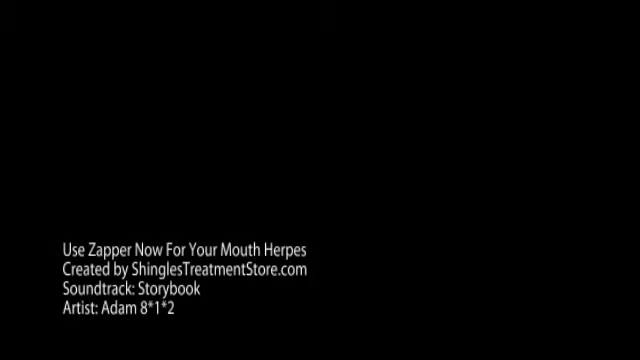 Use Zapper Now For Your Mouth Herpes
Created by ShinglesTreatmentStore.com
Soundtrack: Storybook
Artist: Adam 8*1*2